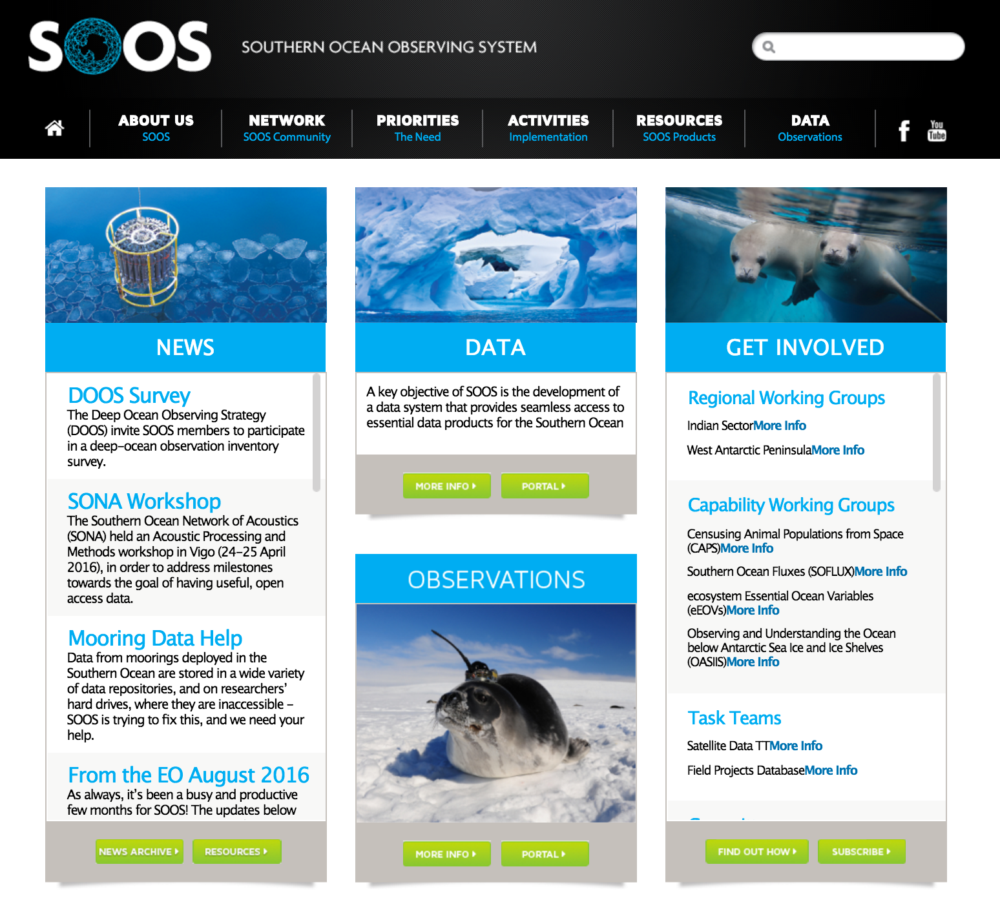 SOOS
SOUTHERN OCEAN OBSERVING SYSTEM
ABOUT US
SOOS
NETWORK
SOOS Community
PRIORITIES
The Need
ACTIVITIES
Implementation
RESOURCES
SOOS Products
DATA
Observations
f
You
Tube
NEWS
DOOS Survey
The Deep Ocean Observing Strategy
(DOOS) invite SOOS members to participate
in a deep-ocean observation inventory
survey.
SONA Workshop
The Southern Ocean Network of Acoustics
(SONA) held an Acoustic Processing and
Methods workshop in Vigo (24-25 April
2016), in order to address milestones
towards the goal of having useful, open
access data.
Mooring Data Help
Data from moorings deployed in the
Southern Ocean are stored in a wide variety
of data repositories, and on researchers'
hard drives, where they are inaccessible -
SOOS is trying to fix this, and we need your
help.
From the EO August 2016
As always, it's been a busy and productive
few months for SOOS! The updates below
NEWS ARCHIVE
RESOURCES
DATA
A key objective of SOOS is the development of
a data system that provides seamless access to
essential data products for the Southern Ocean
MORE INFO
PORTAL
OBSERVATIONS
MORE INFO
PORTAL
GET INVOLVED
Regional Working Groups
Indian SectorMore Info
West Antarctic PeninsulaMore Info
Capability Working Groups
Censusing Animal Populations from Space
(CAPS)More Info
Southern Ocean Fluxes (SOFLUX)More Info
ecosystem Essential Ocean Variables
(eEOVs)More Info
Observing and Understanding the Ocean
below Antarctic Sea Ice and Ice Shelves
(OASIIS)More Info
Task Teams
Satellite Data TTMore Info
Field Projects DatabaseMore Info
FIND OUT HOW
SUBSCRIBE